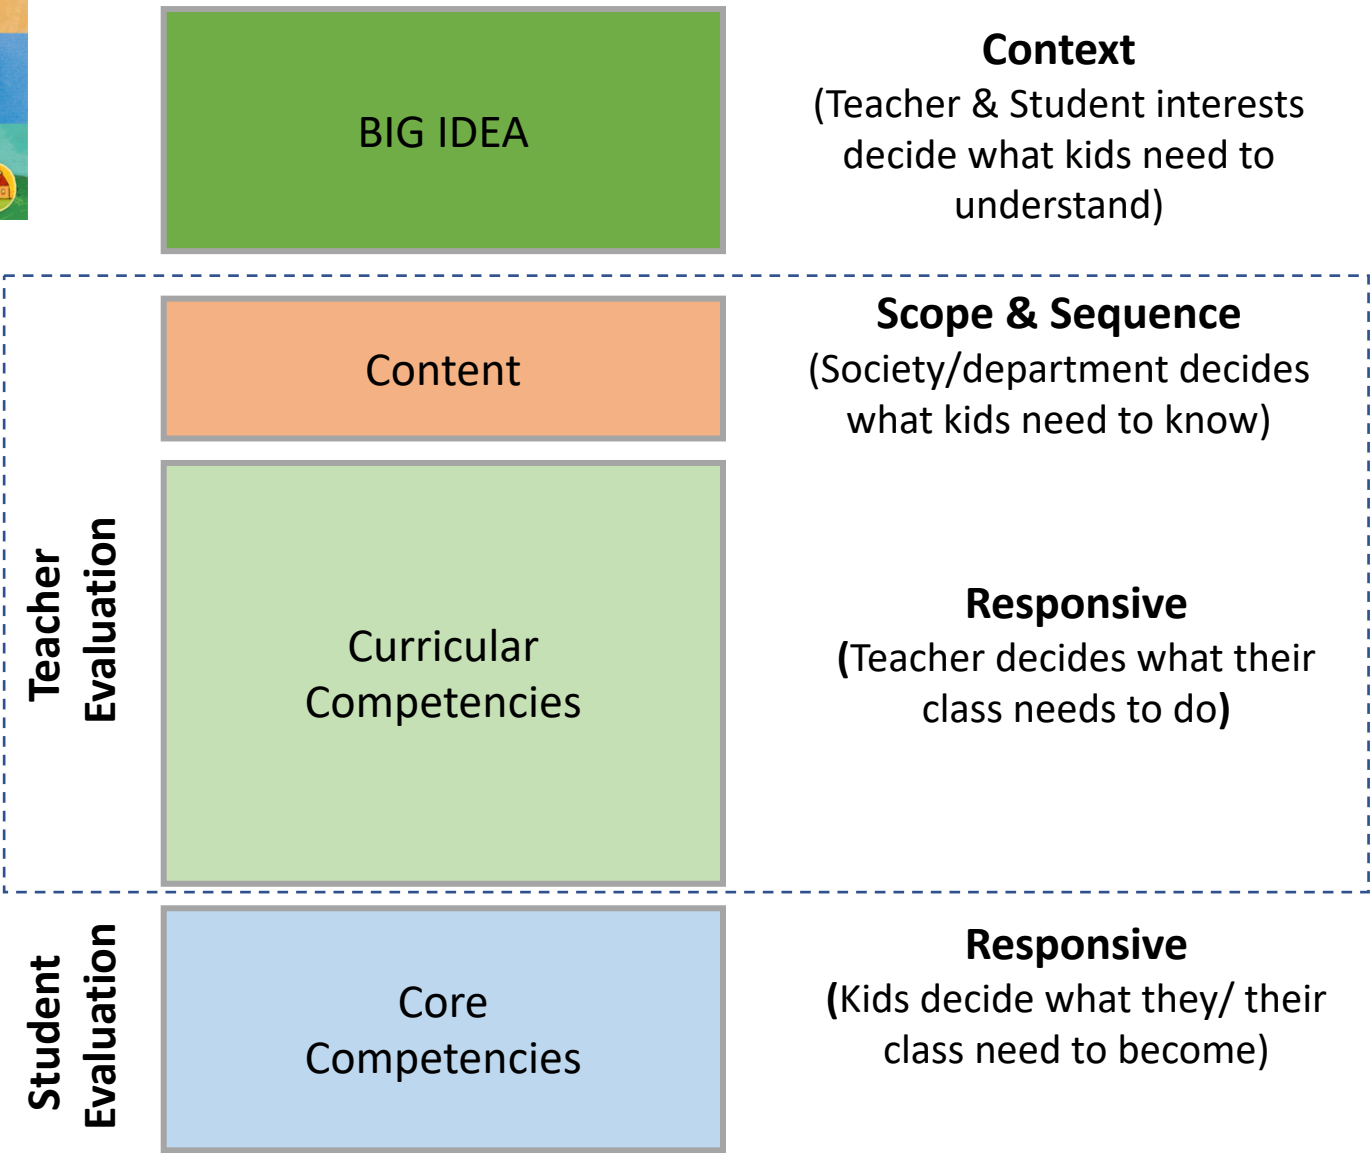 BIG IDEA
Context
(Teacher & Student interests
decide what kids need to
understand)
Teacher
Evaluation
Content
Scope & Sequence
(Society/department decides
what kids need to know)
Curricular
Competencies
Responsive
(Teacher decides what their
class needs to do)
Student
Evaluation
Core
Competencies
Responsive
(Kids decide what they/ their
class need to become)